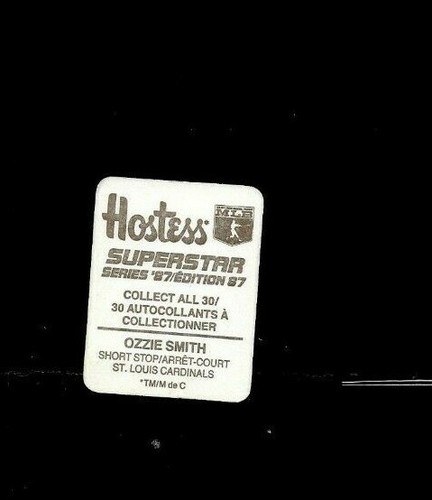 Hostess*
MLB
SUPERSTAR
SERIES '87/ÉDITION 87
COLLECT ALL 30/
30 AUTOCOLLANTS À
COLLECTIONNER
OZZIE SMITH
SHORT STOP/ARRÊT-COURT
ST. LOUIS CARDINALS
*TM/M de C